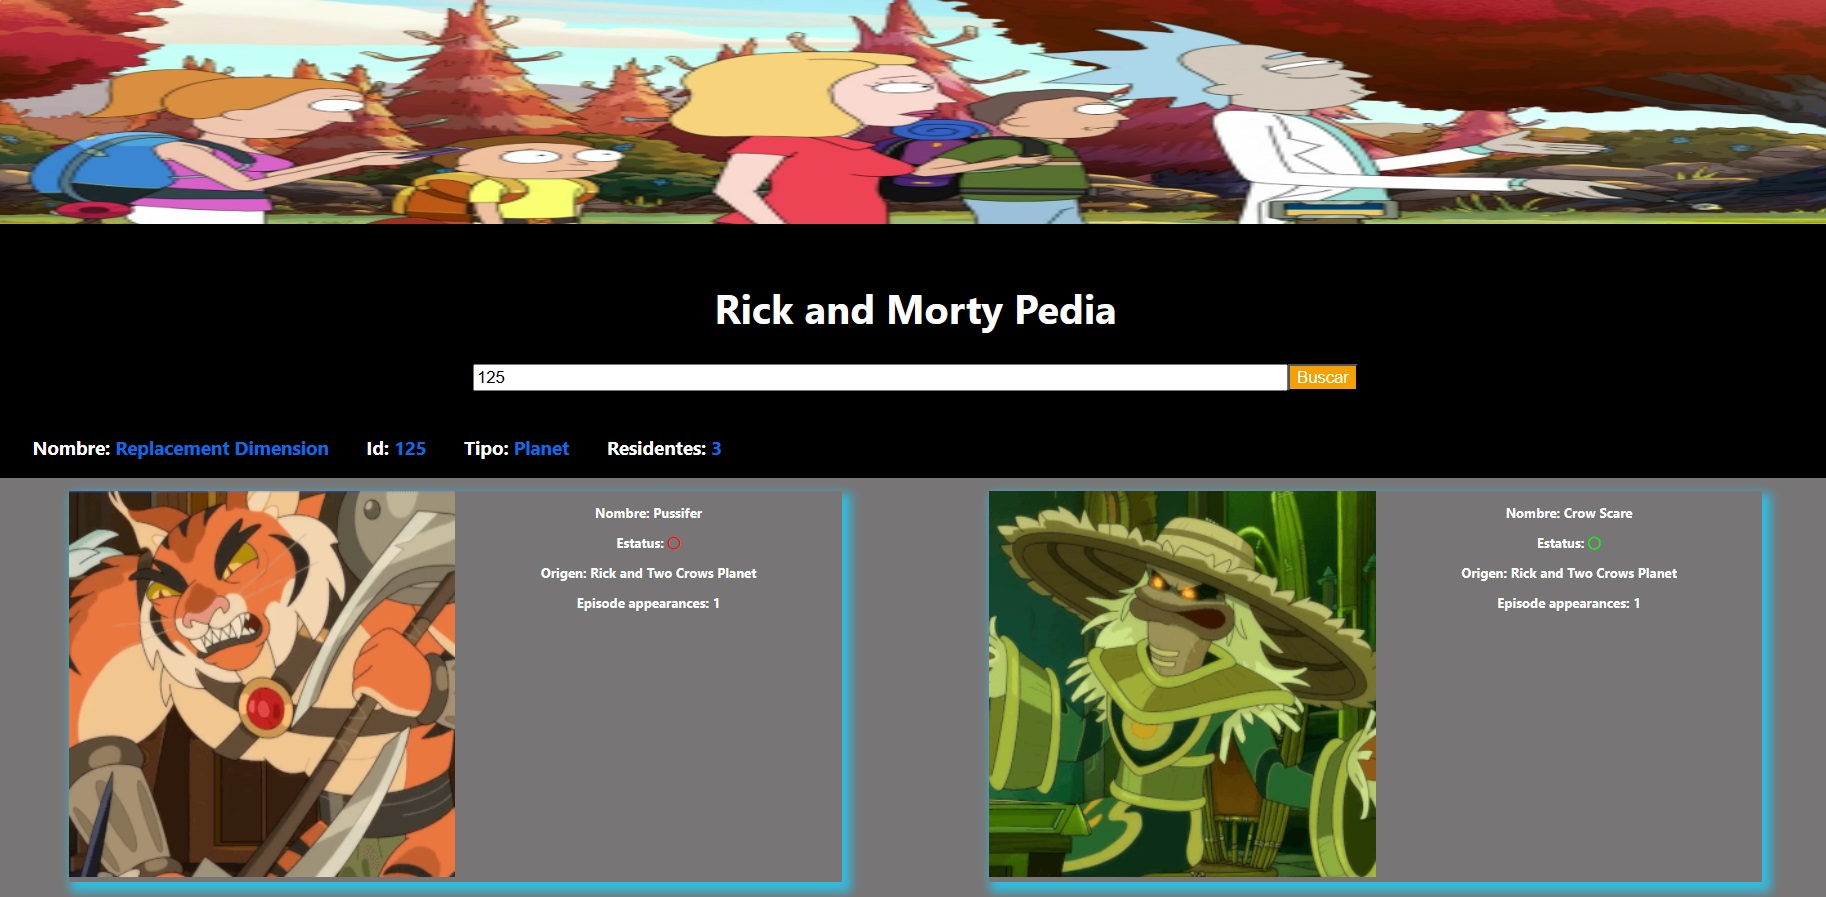 Rick and Morty Pedia
125 Buscar
Nombre: Replacement Dimension Id: 125 Tipo: Planet Residentes: 3
Nombre: Pussifer
Estatus:
Origen: Rick and Two Crows Planet
Episode appearances: 1
Nombre: Crow Scare
Estatus:
Origen: Rick and Two Crows Planet
Episode appearances: 1